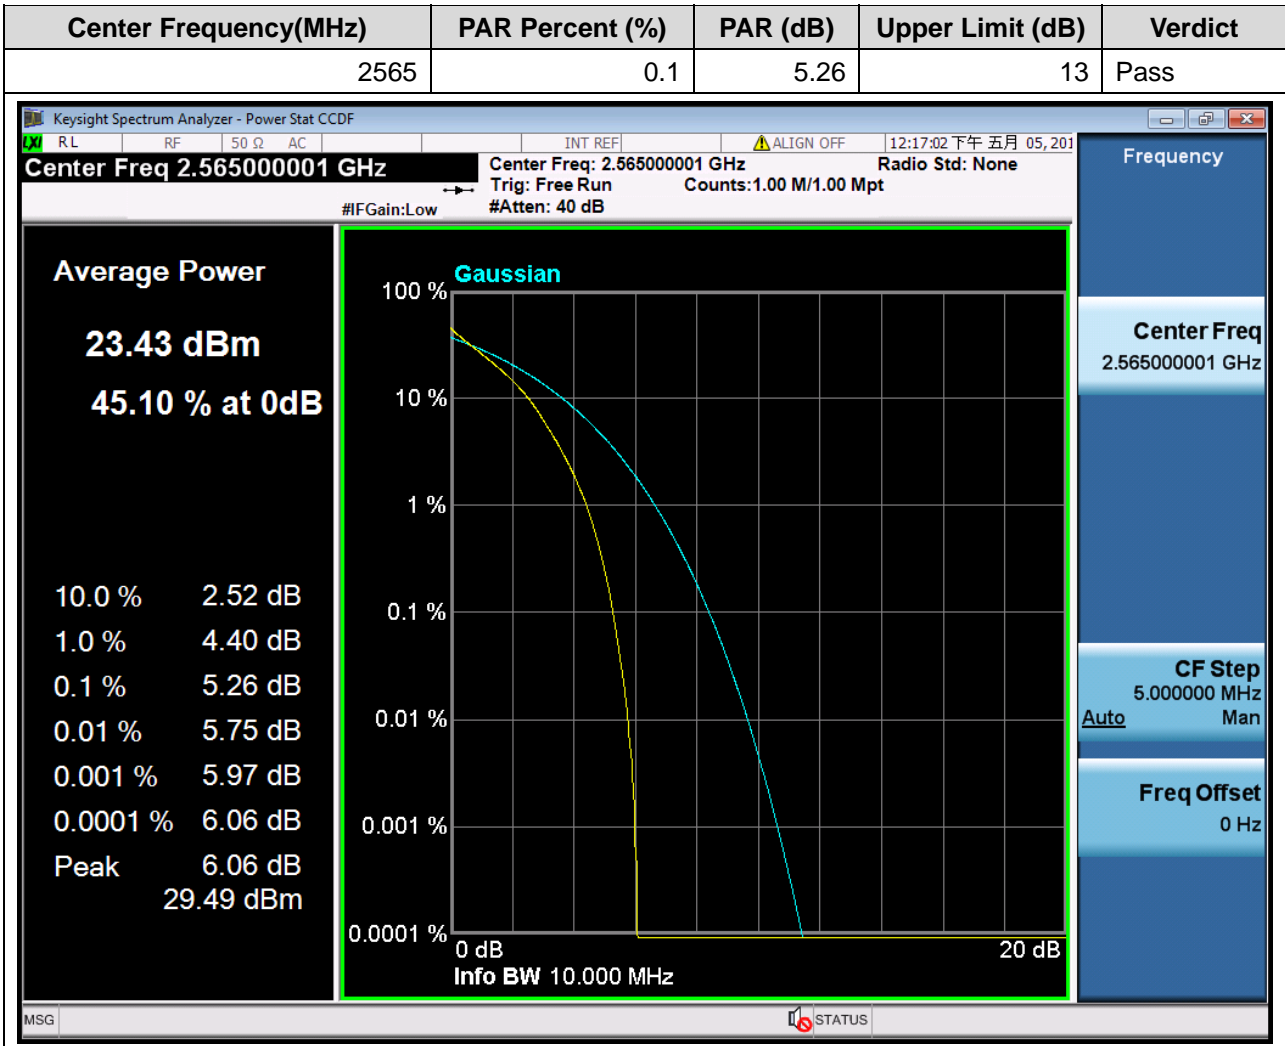 Center Frequency(MHz) PAR Percent (%) PAR (dB) Upper Limit (dB) Verdict
2565 0.1 5.26 13 Pass
Keysight Spectrum Analyzer - Power Stat CCDF
LXI RL RF 50 Ω AC INT REF ALIGN OFF 12:17:02 下午 五月 05, 201
Center Freq 2.565000001 GHz
#IFGain:Low
Center Freq: 2.565000001 GHz Radio Std: None
Trig: Free Run Counts:1.00 M/1.00 Mpt
#Atten: 40 dB
Average Power
23.43 dBm
45.10 % at 0dB
10.0 % 2.52 dB
1.0 % 4.40 dB
0.1 % 5.26 dB
0.01 % 5.75 dB
0.001 % 5.97 dB
0.0001 % 6.06 dB
Peak 6.06 dB
29.49 dBm
Gaussian
100 %
10 %
1 %
0.1 %
0.01 %
0.001 %
0.0001 %
0 dB 20 dB
Info BW 10.000 MHz
Frequency
Center Freq
2.565000001 GHz
CF Step
5.000000 MHz
Auto Man
Freq Offset
0 Hz
MSG STATUS